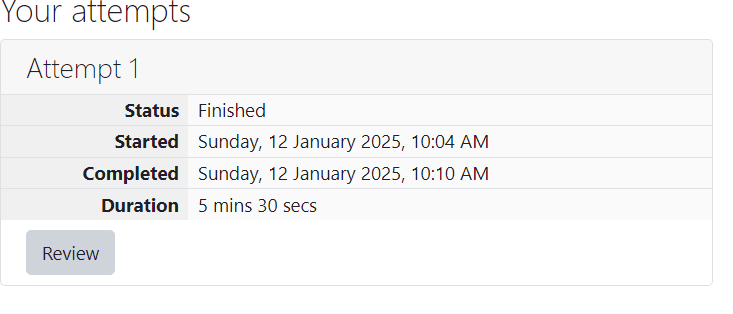 Your attempts
Attempt 1
Status Finished
Started Sunday, 12 January 2025, 10:04 AM
Completed Sunday, 12 January 2025, 10:10 AM
Duration 5 mins 30 secs
Review